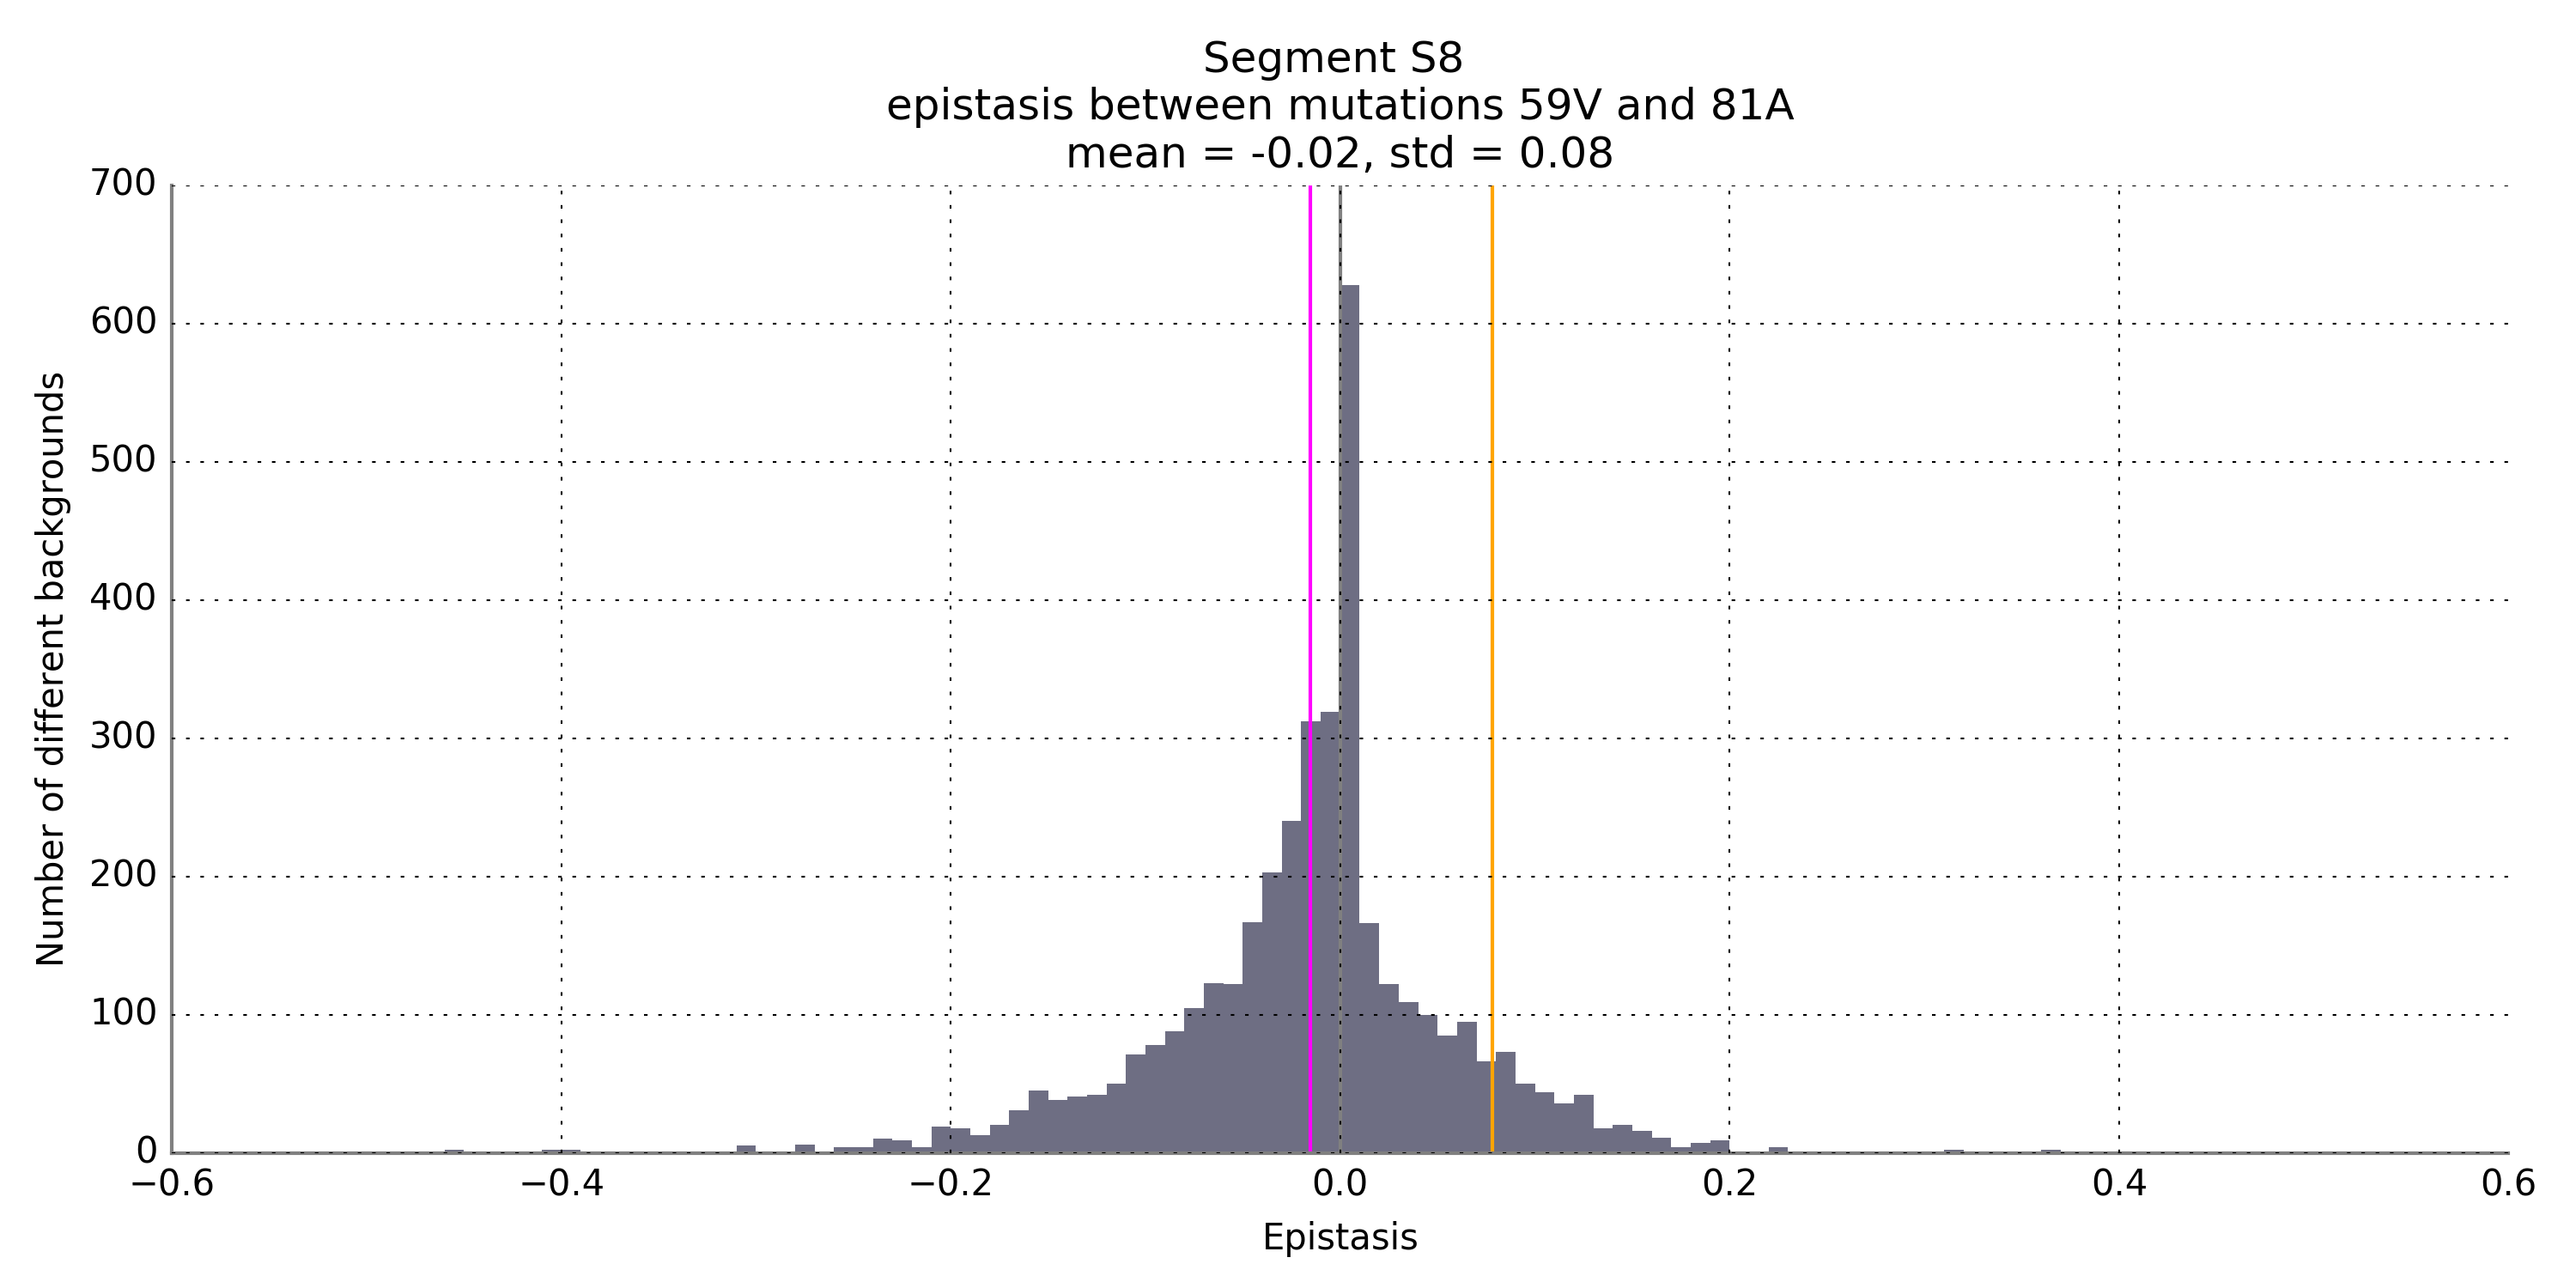 Segment S8
epistasis between mutations 59V and 81A
mean = -0.02, std = 0.08
700
600
500
400
300
200
100
0
Number of different backgrounds
−0.6 −0.4 −0.2 0.0 0.2 0.4 0.6
Epistasis